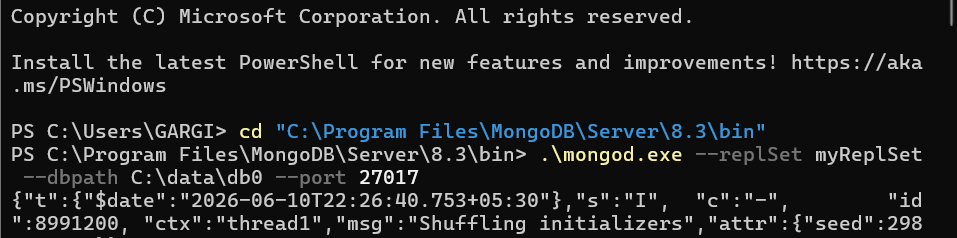 Copyright (C) Microsoft Corporation. All rights reserved.
Install the latest PowerShell for new features and improvements! https://aka
.ms/PSWindows
PS C:\Users\GARGI> cd "C:\Program Files\MongoDB\Server\8.3\bin"
PS C:\Program Files\MongoDB\Server\8.3\bin> .\mongod.exe --replSet myReplSet
--dbpath C:\data\db0 --port 27017
{"t":{"$date":"2026-06-10T22:26:40.753+05:30"},"s":"I",  "c":"-",        "id
":8991200, "ctx":"thread1","msg":"Shuffling initializers","attr":{"seed":298